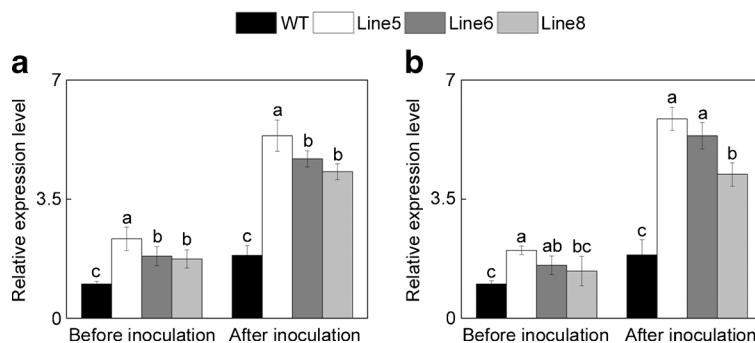 WT Line5 Line6 Line8
a
Relative expression level
7
3.5
0
c a b b
c a b b
Before inoculation After inoculation
b
Relative expression level
7
3.5
0
c a ab bc
c a a b
Before inoculation After inoculation